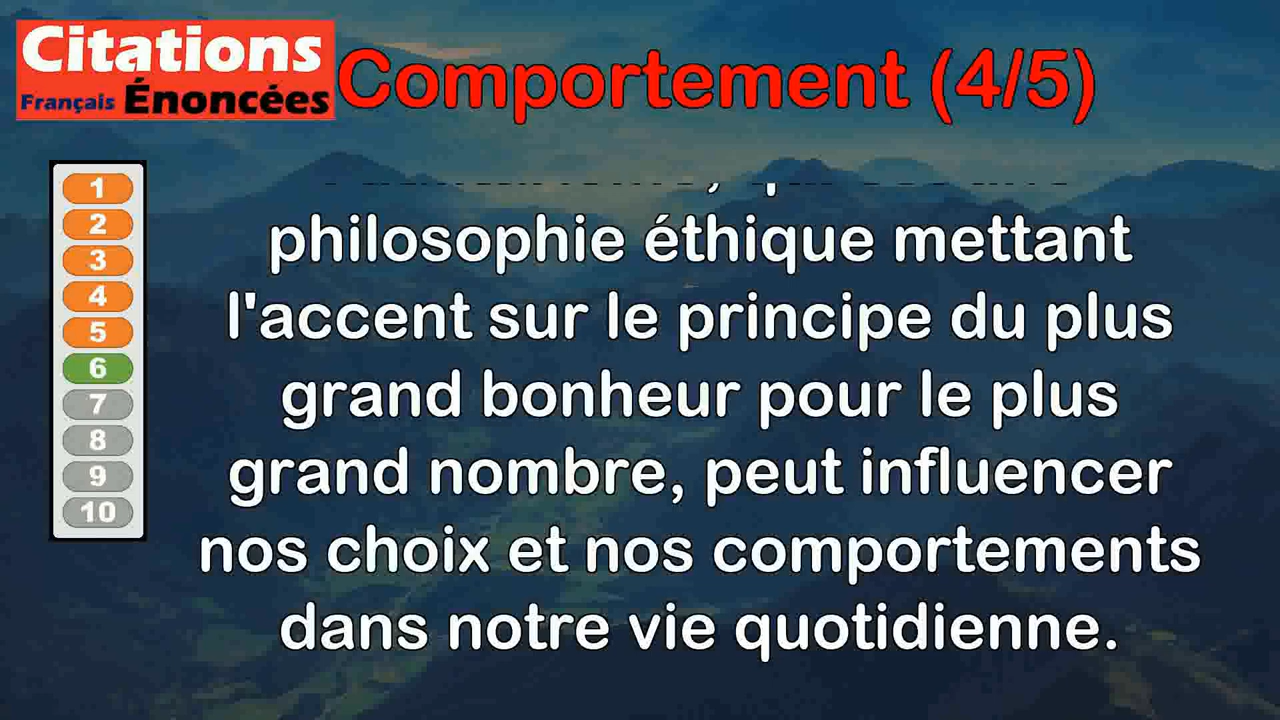 Citations
Français Énoncées
Comportement (4/5)
1
2
3
4
5
6
7
8
9
10
philosophie éthique mettant
l'accent sur le principe du plus
grand bonheur pour le plus
grand nombre, peut influencer
nos choix et nos comportements
dans notre vie quotidienne.